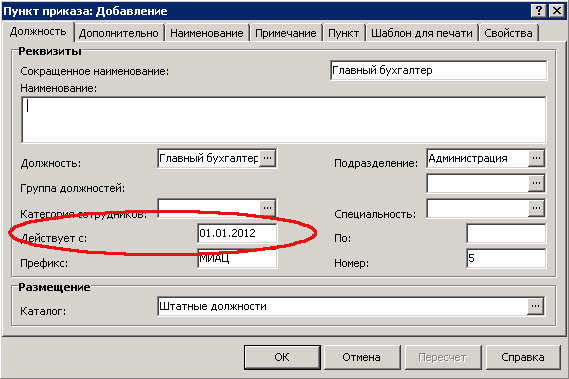 Пункт приказа: Добавление
Должность Дополнительно Наименование Примечание Пункт Шаблон для печати Свойства
Реквизиты
Сокращенное наименование: Главный бухгалтер
Наименование:
Должность: Главный бухгалтер ... Подразделение: Администрация ...
Группа должностей: ...
Категория сотрудников: ... Специальность: ...
Действует с: 01.01.2012 По:
Префикс: МИАЦ Номер: 5
Размещение
Каталог: Штатные должности ...
OK Отмена Пересчет Справка